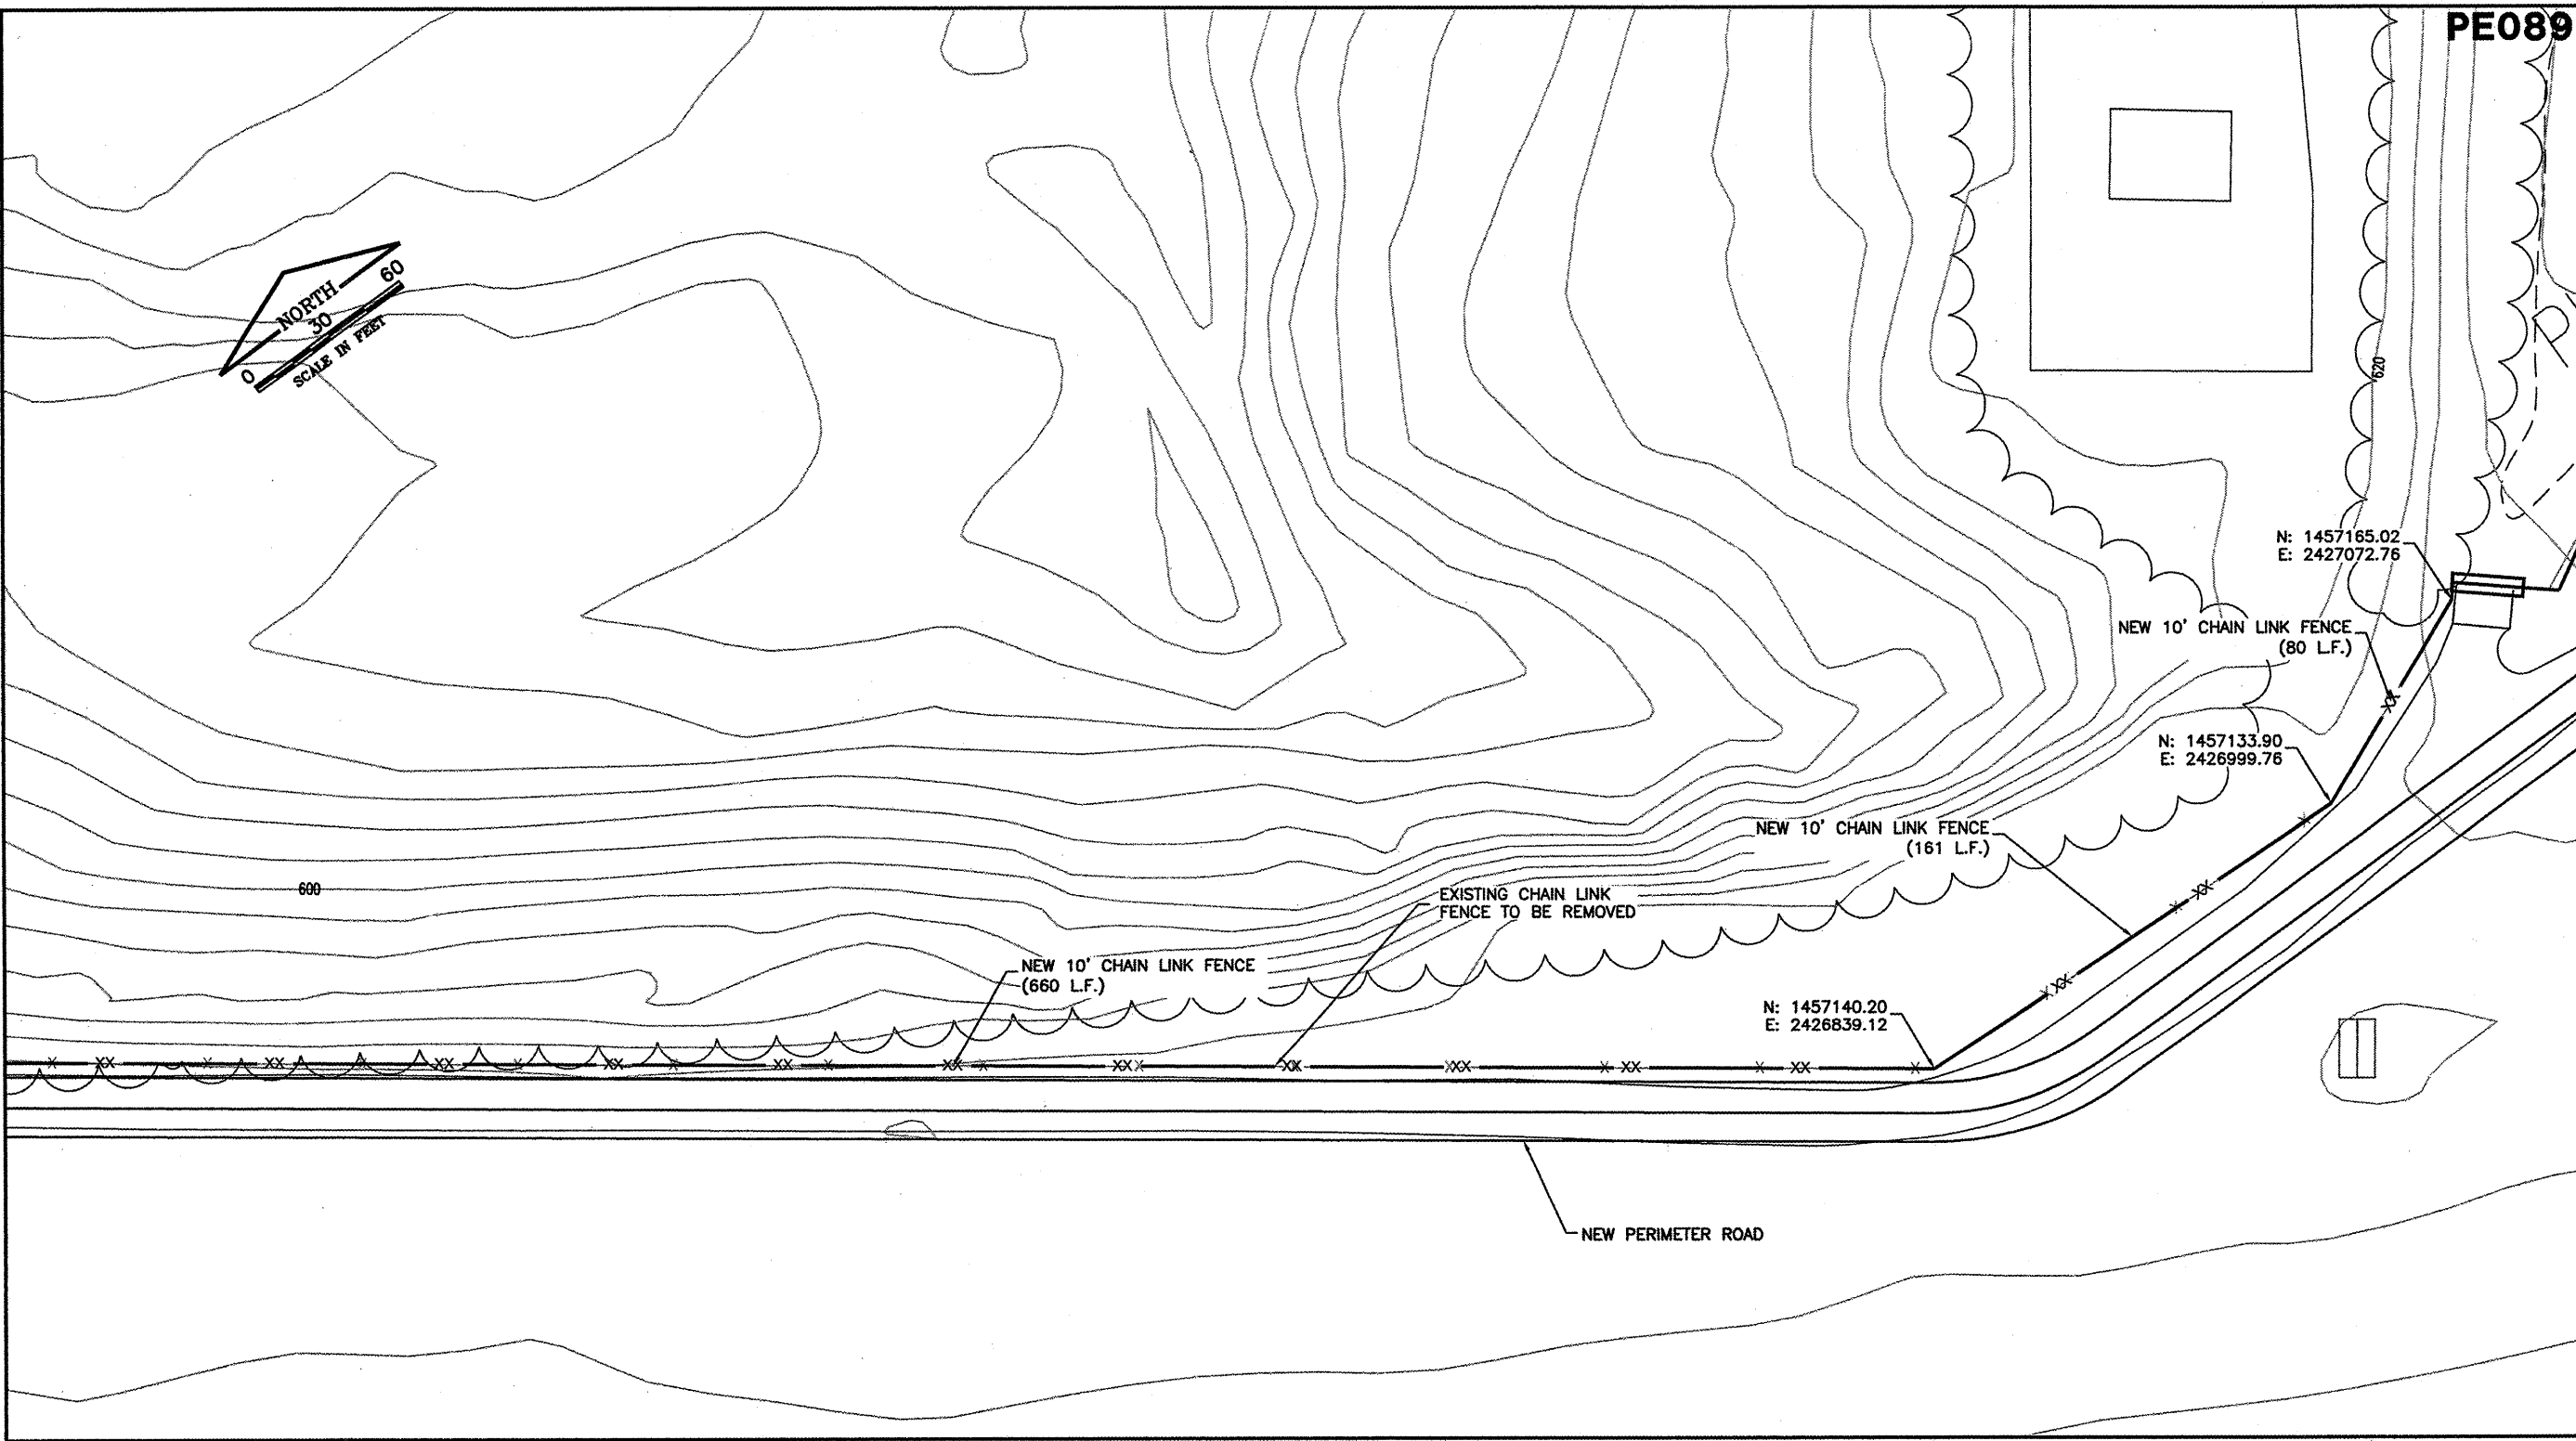 PE089
60
NORTH
30
0
SCALE IN FEET
620
N: 1457165.02
E: 2427072.76
NEW 10' CHAIN LINK FENCE
(80 L.F.)
N: 1457133.90
E: 2426999.76
NEW 10' CHAIN LINK FENCE
(161 L.F.)
600
EXISTING CHAIN LINK
FENCE TO BE REMOVED
NEW 10' CHAIN LINK FENCE
(660 L.F.)
N: 1457140.20
E: 2426839.12
NEW PERIMETER ROAD